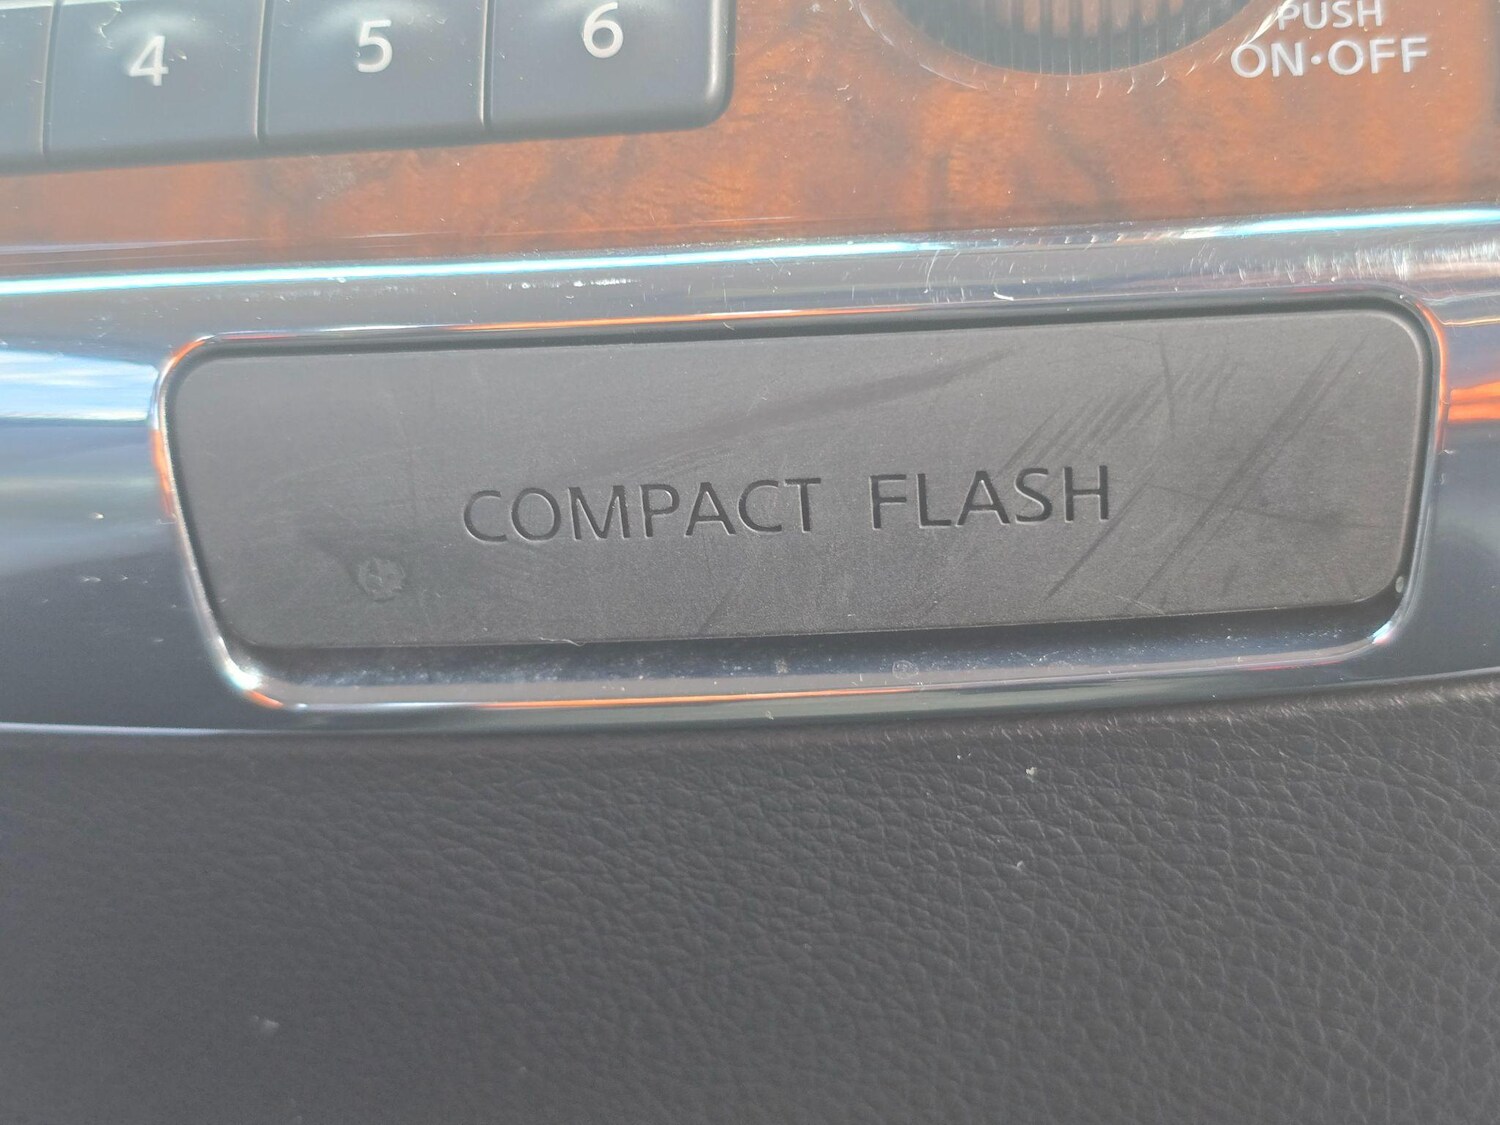 4 5 6
PUSH
ON·OFF
COMPACT FLASH